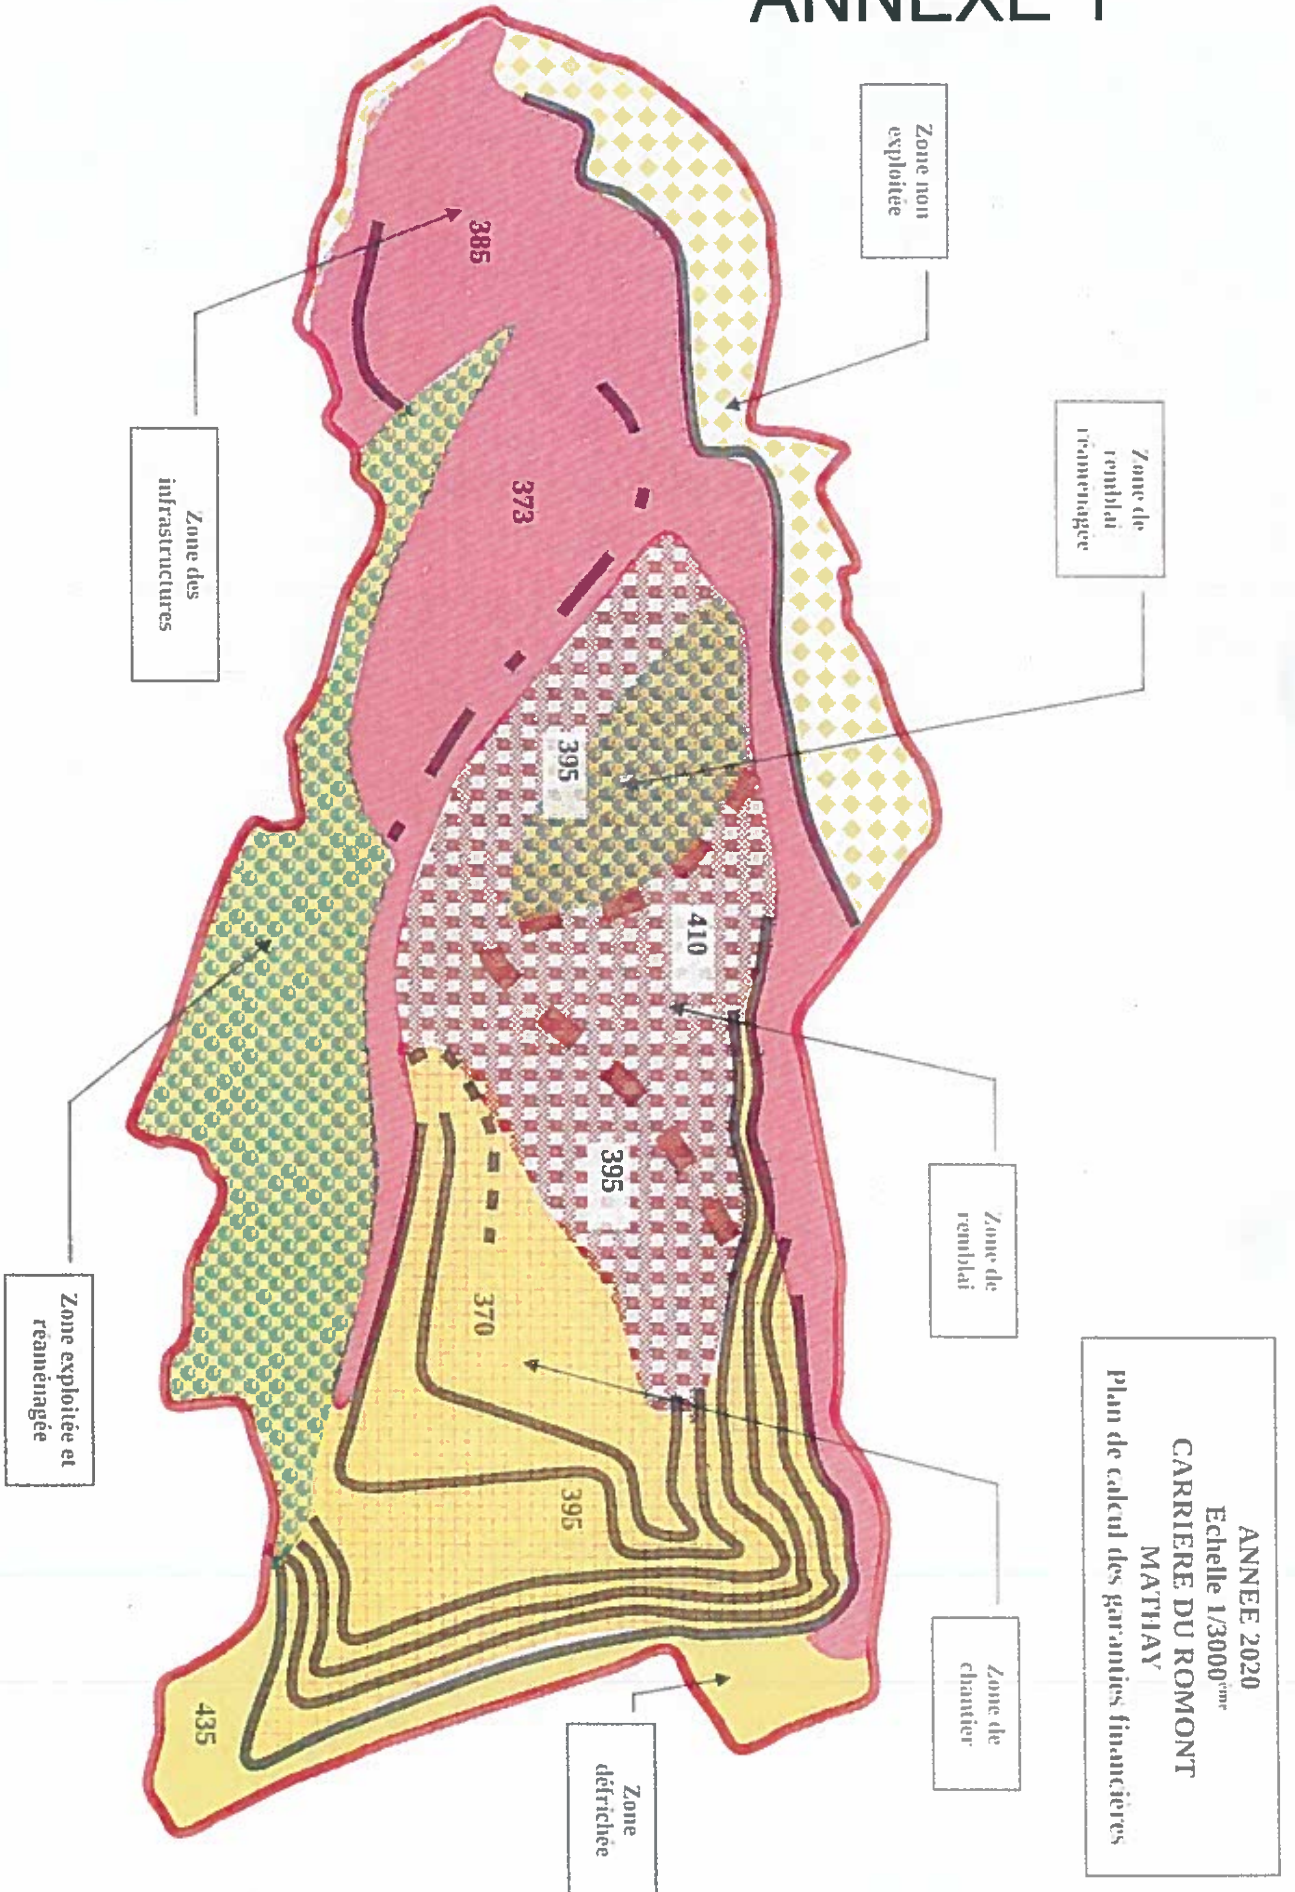 ANNEXE 1
ANNEE 2020
Echelle 1/3000ème
CARRIERE DU ROMONT
MATHAY
Plan de calcul des garanties financières
Zone non
exploitée
Zone de
remblai
réaménagée
Zone de
remblai
Zone de
chantier
Zone
défrichée
Zone des
infrastructures
Zone exploitée et
réaménagée
385
373
395
410
395
370
395
435